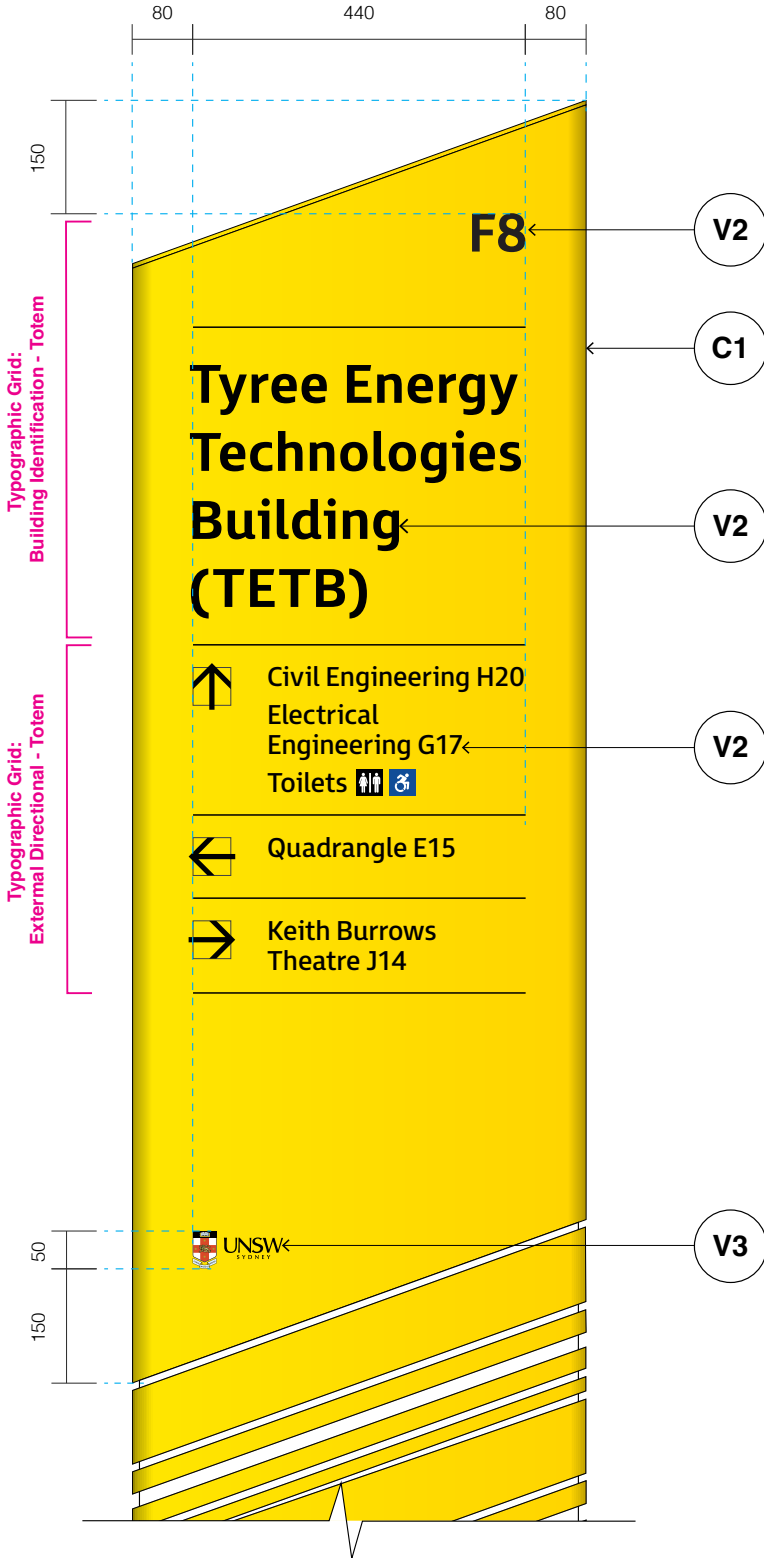 80 440 80
150
F8
V2
C1
Typographic Grid:
Building Identification - Totem
Tyree Energy
Technologies
Building
(TETB)
V2
Typographic Grid:
Extermal Directional - Totem
Civil Engineering H20
Electrical
Engineering G17
Toilets
V2
Quadrangle E15
Keith Burrows
Theatre J14
50
UNSW
SYDNEY
V3
150